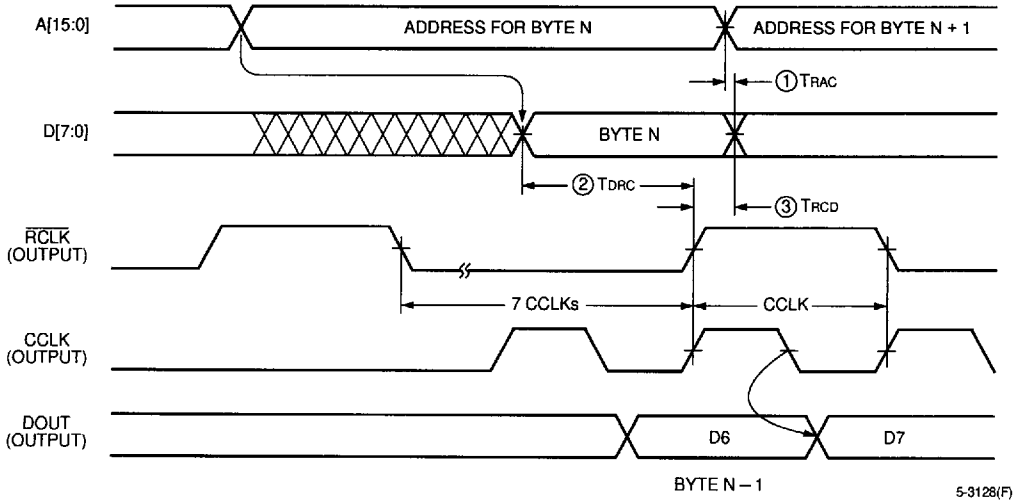 A[15:0]
ADDRESS FOR BYTE N
ADDRESS FOR BYTE N + 1
① TRAC
D[7:0]
BYTE N
② TDRC
③ TRCD
RCLK
(OUTPUT)
7 CCLKs
CCLK
CCLK
(OUTPUT)
DOUT
(OUTPUT)
D6
D7
BYTE N – 1
5-3128(F)